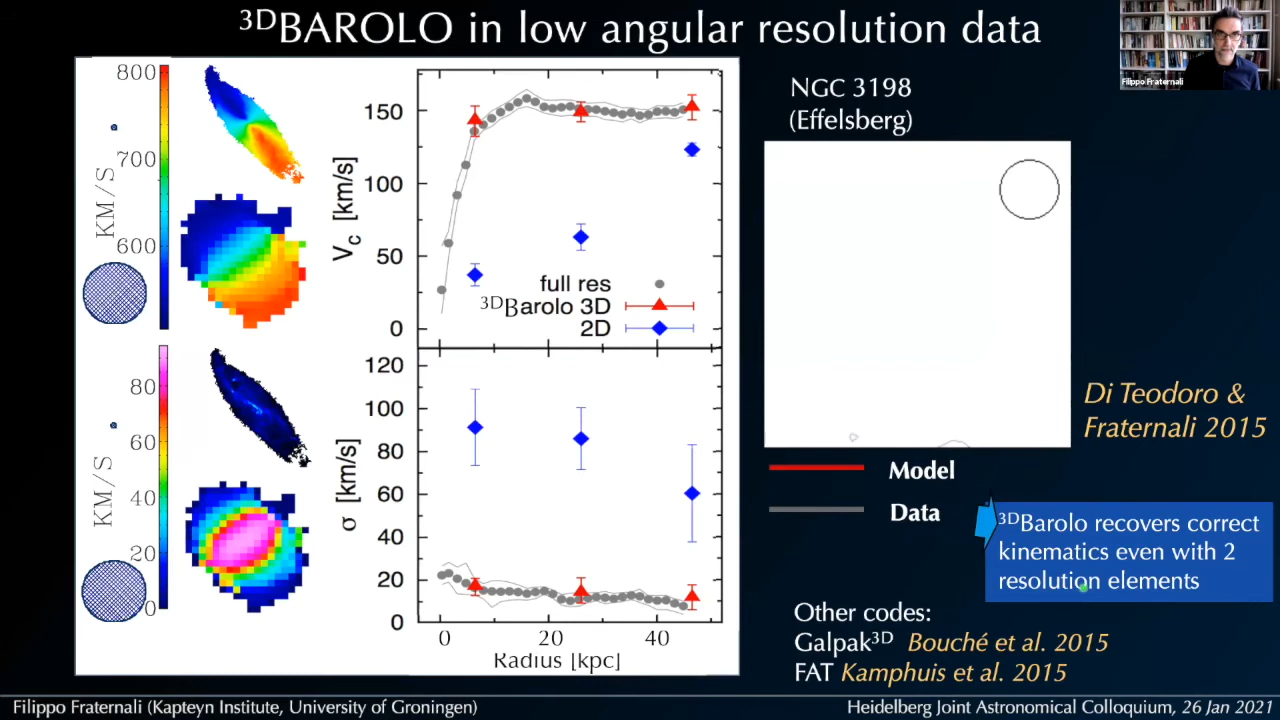 ³ᴰBAROLO in low angular resolution data
Filippo Fraternali
800
700
600
KM/S
80
60
40
20
0
KM/S
150
100
50
0
Vc [km/s]
full res
³ᴰBarolo 3D
2D
120
100
80
60
40
20
0
σ [km/s]
0 20 40
Radius [kpc]
NGC 3198
(Effelsberg)
Di Teodoro &
Fraternali 2015
Model
Data
³ᴰBarolo recovers correct
kinematics even with 2
resolution elements
Other codes:
Galpak³ᴰ Bouché et al. 2015
FAT Kamphuis et al. 2015
Filippo Fraternali (Kapteyn Institute, University of Groningen)
Heidelberg Joint Astronomical Colloquium, 26 Jan 2021